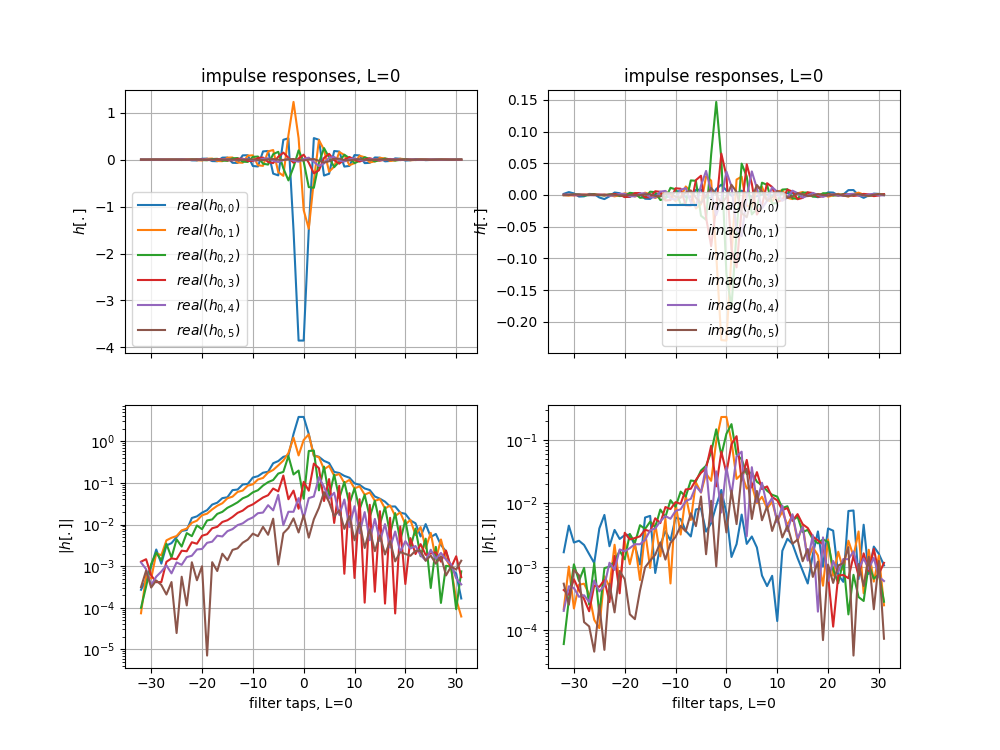 impulse responses, L=0
1
0
−1
−2
−3
−4
h[.]
real(h0,0)
real(h0,1)
real(h0,2)
real(h0,3)
real(h0,4)
real(h0,5)
impulse responses, L=0
0.15
0.10
0.05
0.00
−0.05
−0.10
−0.15
−0.20
h[.]
imag(h0,0)
imag(h0,1)
imag(h0,2)
imag(h0,3)
imag(h0,4)
imag(h0,5)
10^0
10^−1
10^−2
10^−3
10^−4
10^−5
|h[.]|
−30 −20 −10 0 10 20 30
filter taps, L=0
10^−1
10^−2
10^−3
10^−4
|h[.]|
−30 −20 −10 0 10 20 30
filter taps, L=0